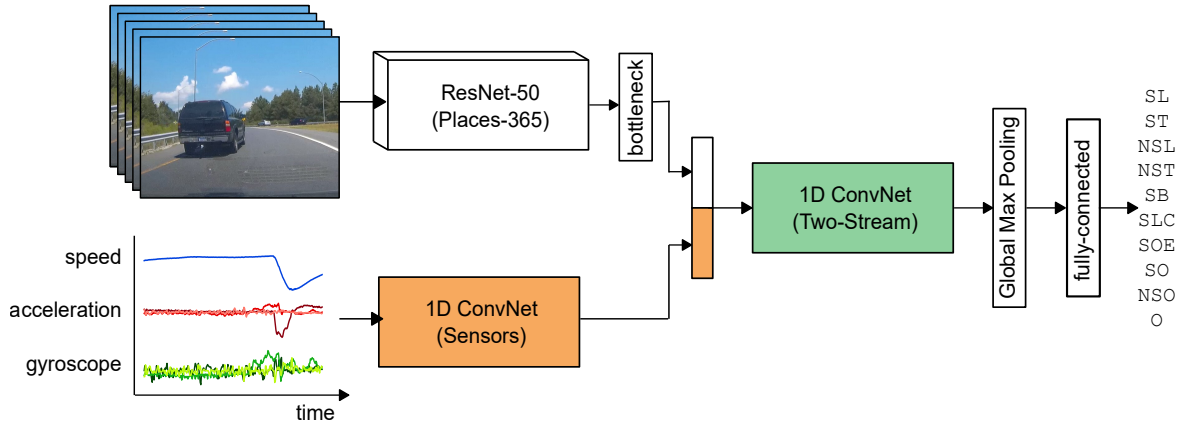 ResNet-50
(Places-365)
bottleneck
speed
acceleration
gyroscope
time
1D ConvNet
(Sensors)
1D ConvNet
(Two-Stream)
Global Max Pooling
fully-connected
SL
ST
NSL
NST
SB
SLC
SOE
SO
NSO
O